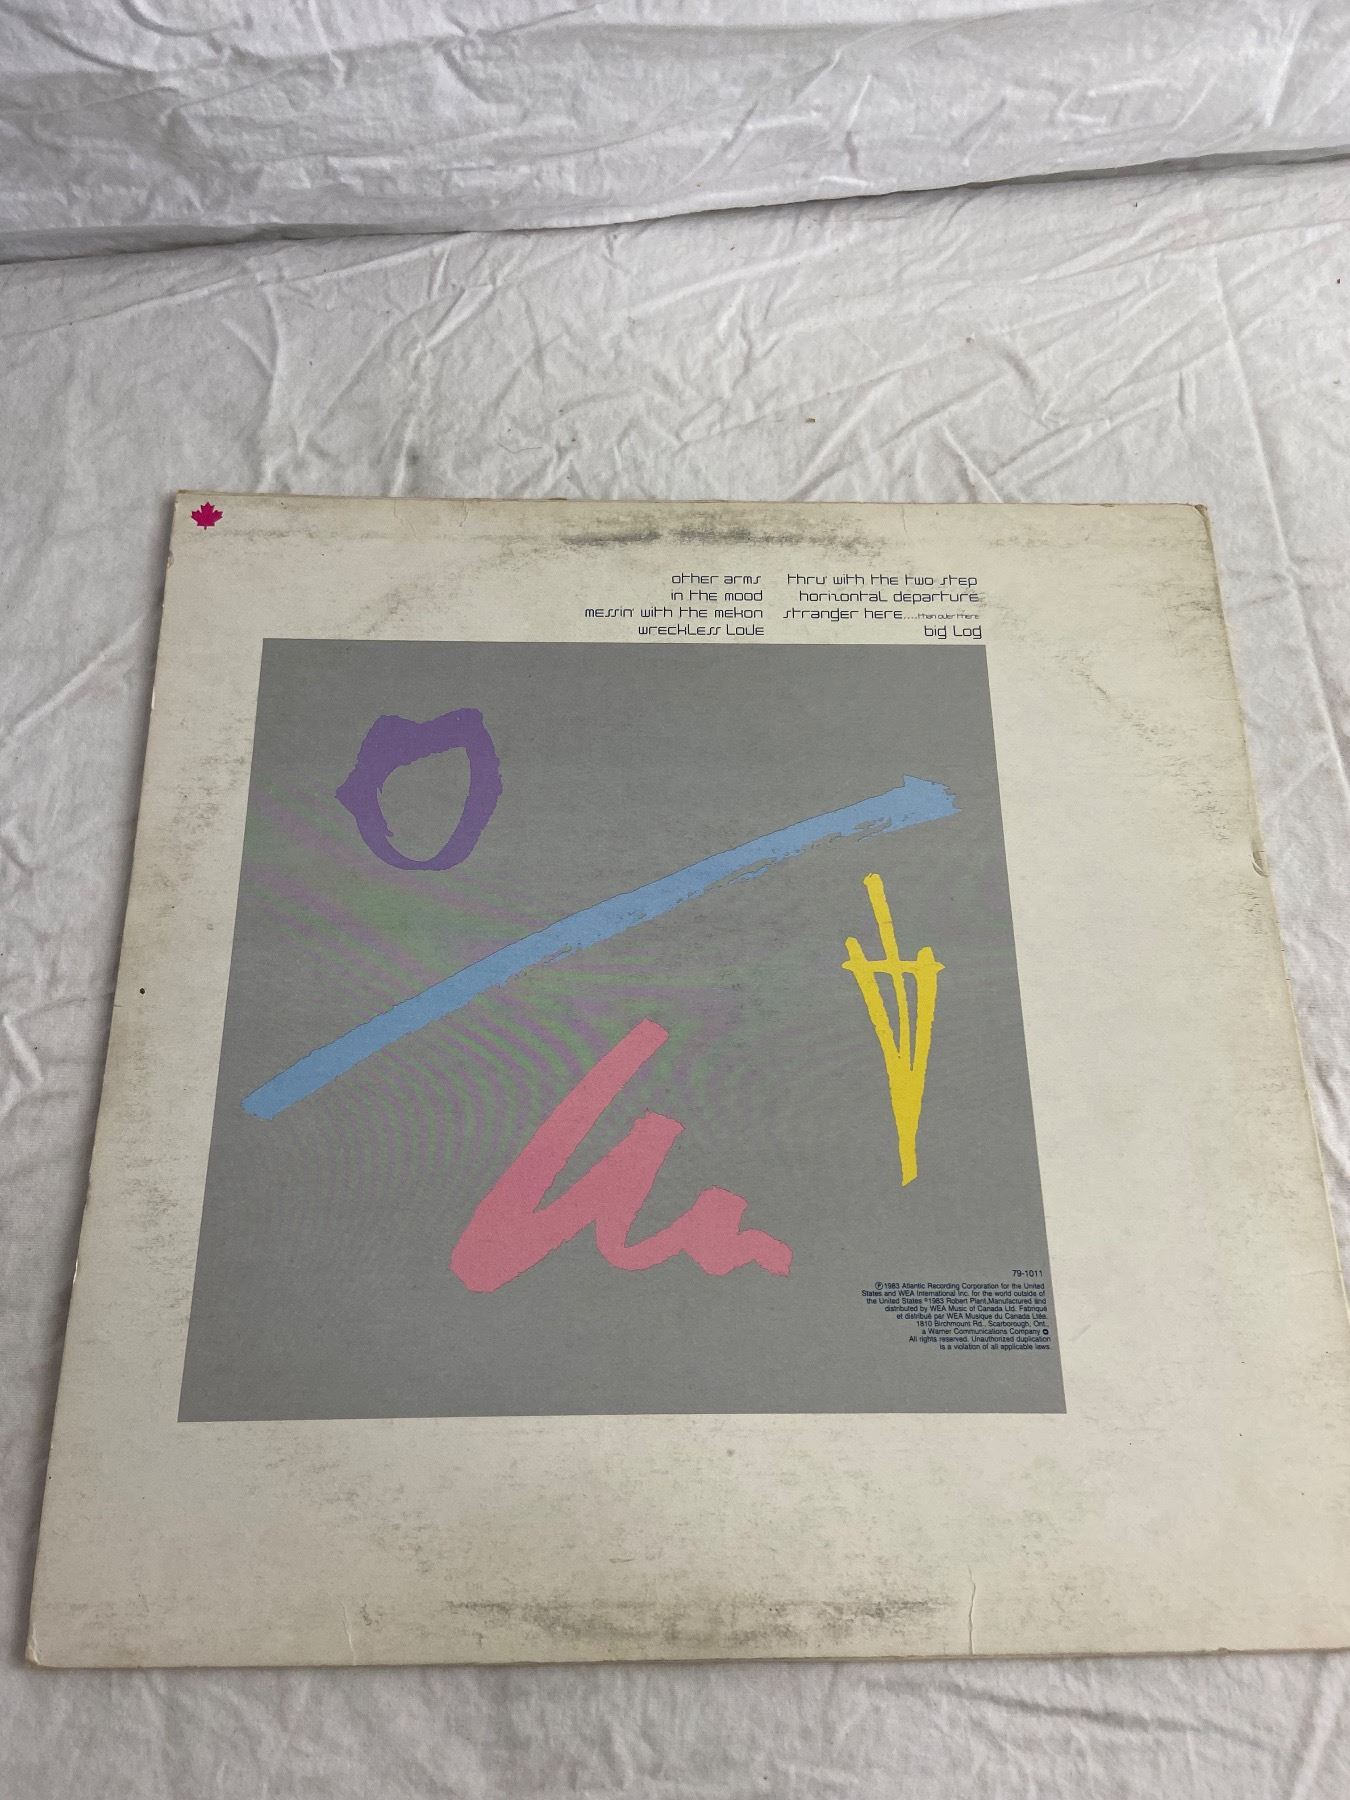 other arms
in the mood
messin' with the mekon
wreckless love
thru' with the two step
horizontal departure
stranger here....than over there
big log
79-1011
℗1983 Atlantic Recording Corporation for the United
States and WEA International Inc. for the world outside of
the United States ©1983 Robert Plant.Manufactured and
distributed by WEA Music of Canada Ltd. Fabriqué
et distribué par WEA Musique du Canada Ltée.
1810 Birchmount Rd., Scarborough, Ont.,
a Warner Communications Company
All rights reserved. Unauthorized duplication
is a violation of all applicable laws.